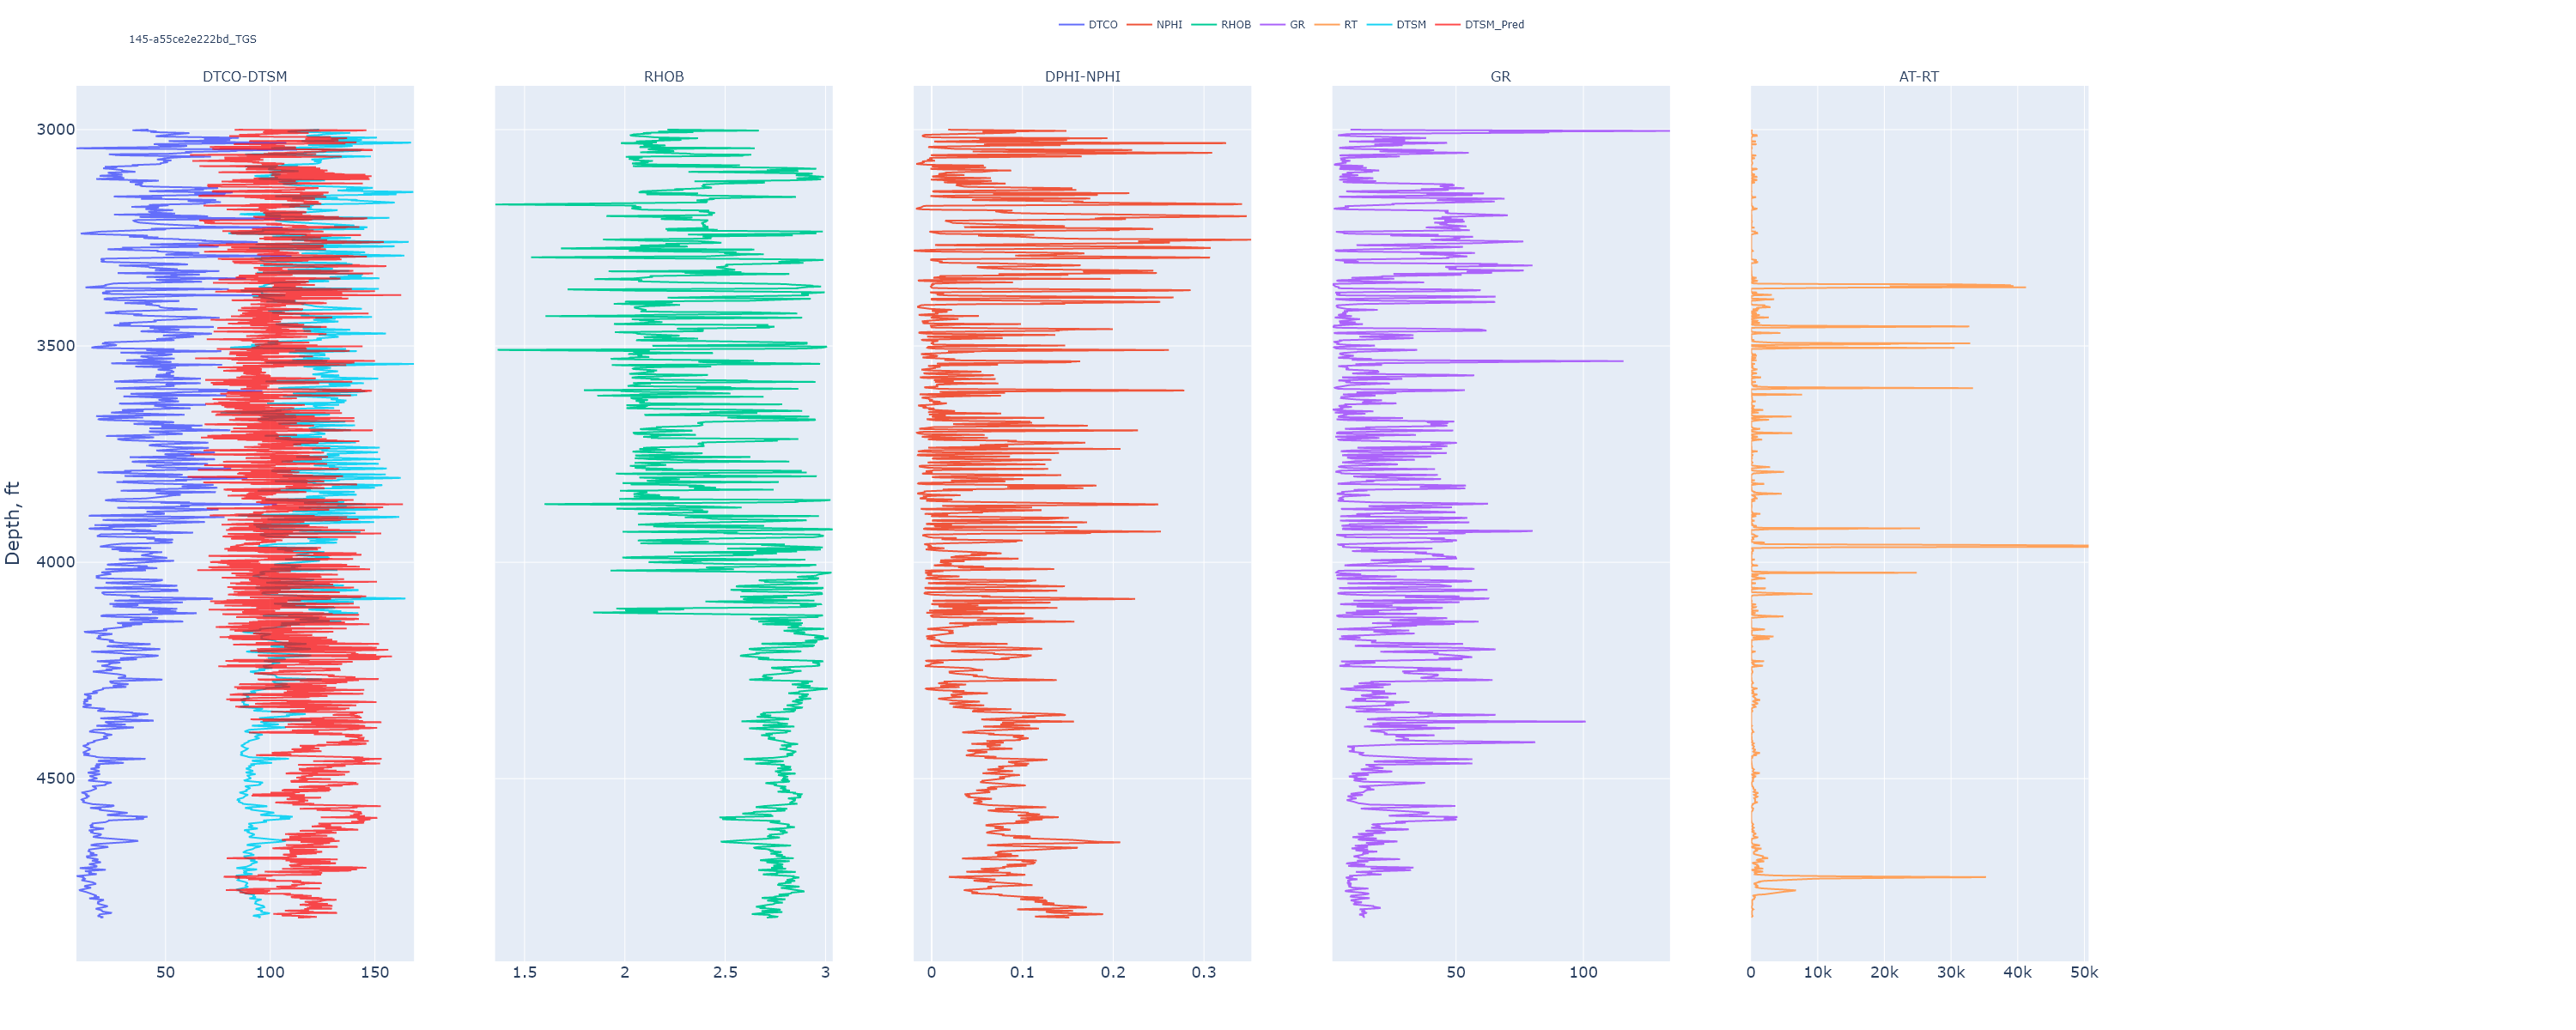 DTCO NPHI RHOB GR RT DTSM DTSM_Pred
145-a55ce2e222bd_TGS
DTCO-DTSM RHOB DPHI-NPHI GR AT-RT
3000
3500
4000
4500
Depth, ft
50 100 150 1.5 2 2.5 3 0 0.1 0.2 0.3 50 100 0 10k 20k 30k 40k 50k